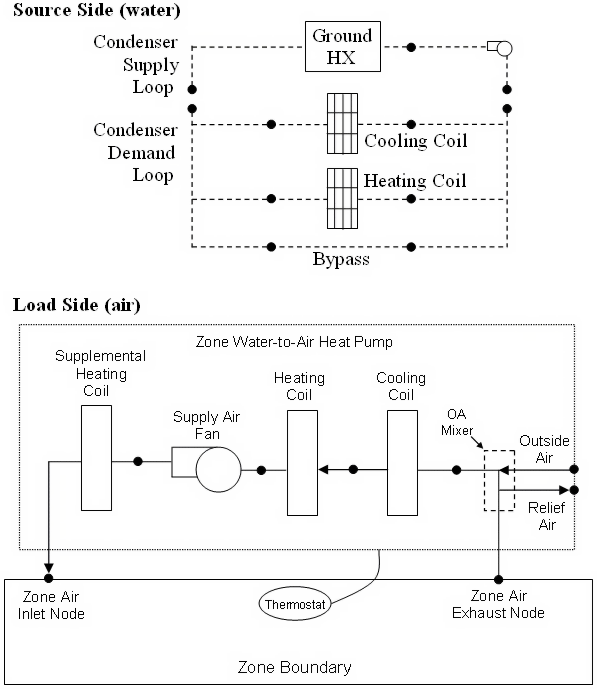 Source Side (water)
Condenser
Supply
Loop
Ground
HX
Condenser
Demand
Loop
Cooling Coil
Heating Coil
Bypass
Load Side (air)
Zone Water-to-Air Heat Pump
Supplemental
Heating
Coil
Supply Air
Fan
Heating
Coil
Cooling
Coil
OA
Mixer
Outside
Air
Relief
Air
Zone Air
Inlet Node
Thermostat
Zone Air
Exhaust Node
Zone Boundary